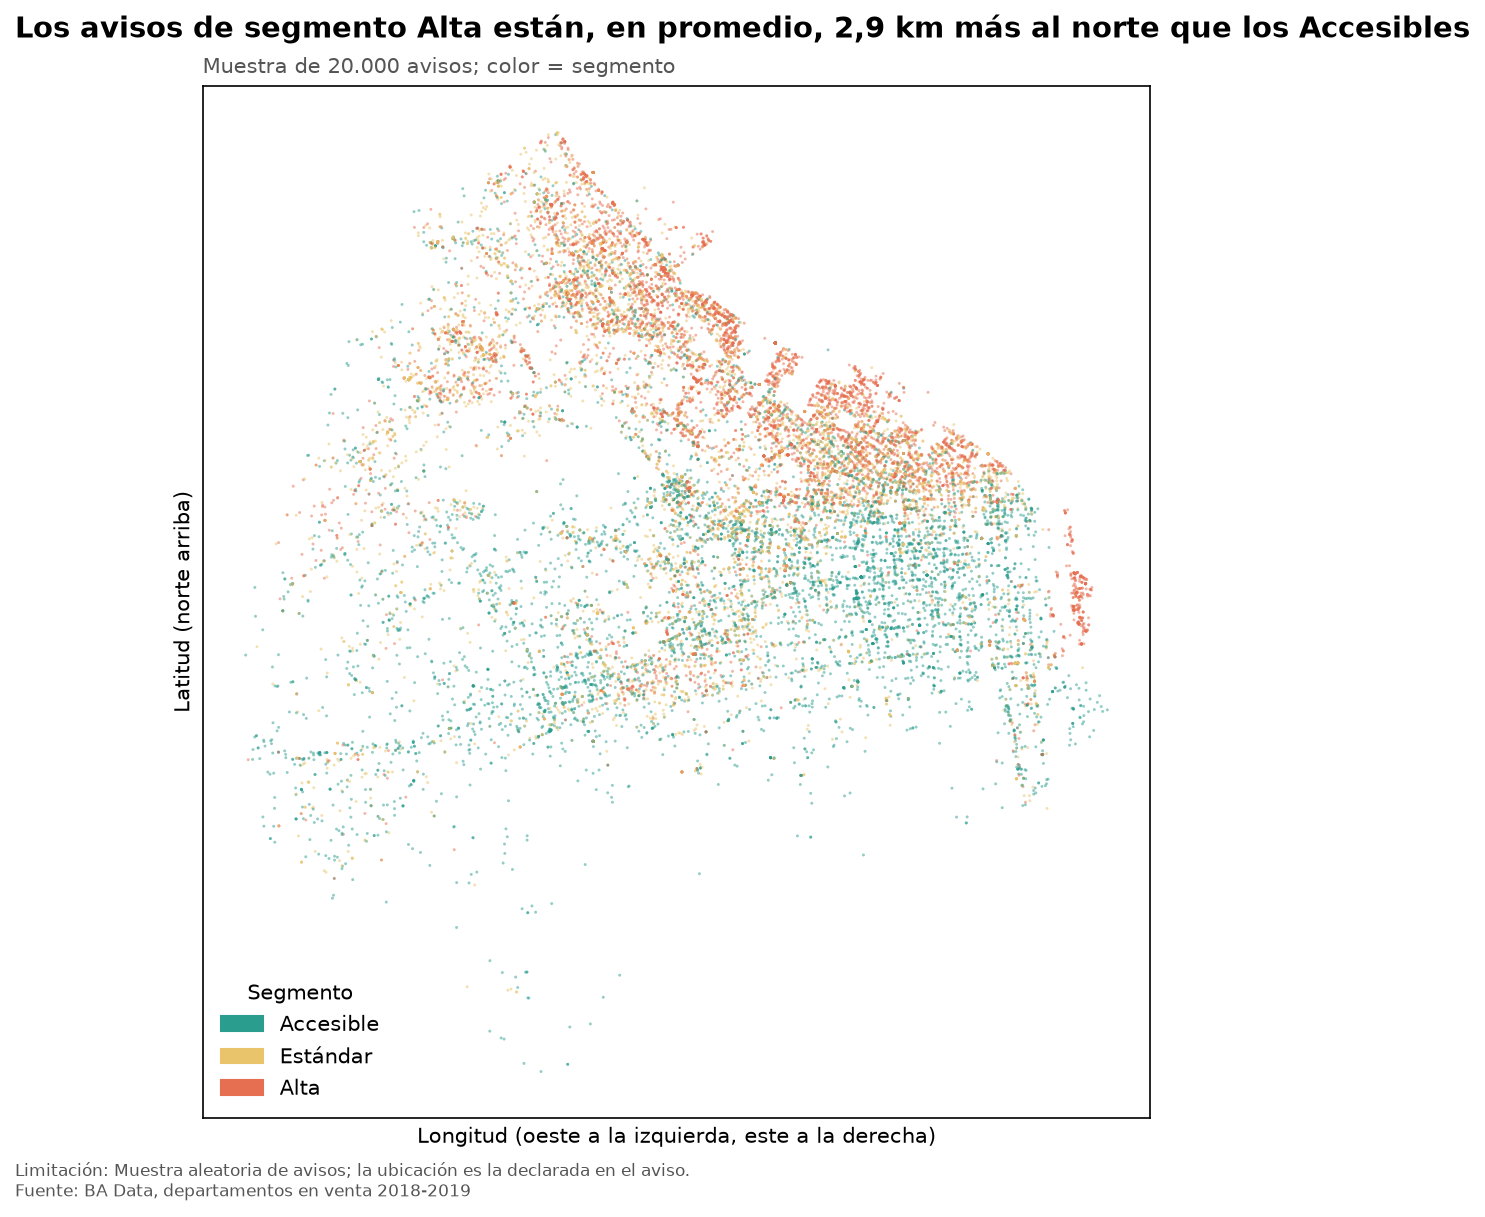 Los avisos de segmento Alta están, en promedio, 2,9 km más al norte que los Accesibles
Muestra de 20.000 avisos; color = segmento
Latitud (norte arriba)
Segmento
Accesible
Estándar
Alta
Longitud (oeste a la izquierda, este a la derecha)
Limitación: Muestra aleatoria de avisos; la ubicación es la declarada en el aviso.
Fuente: BA Data, departamentos en venta 2018-2019